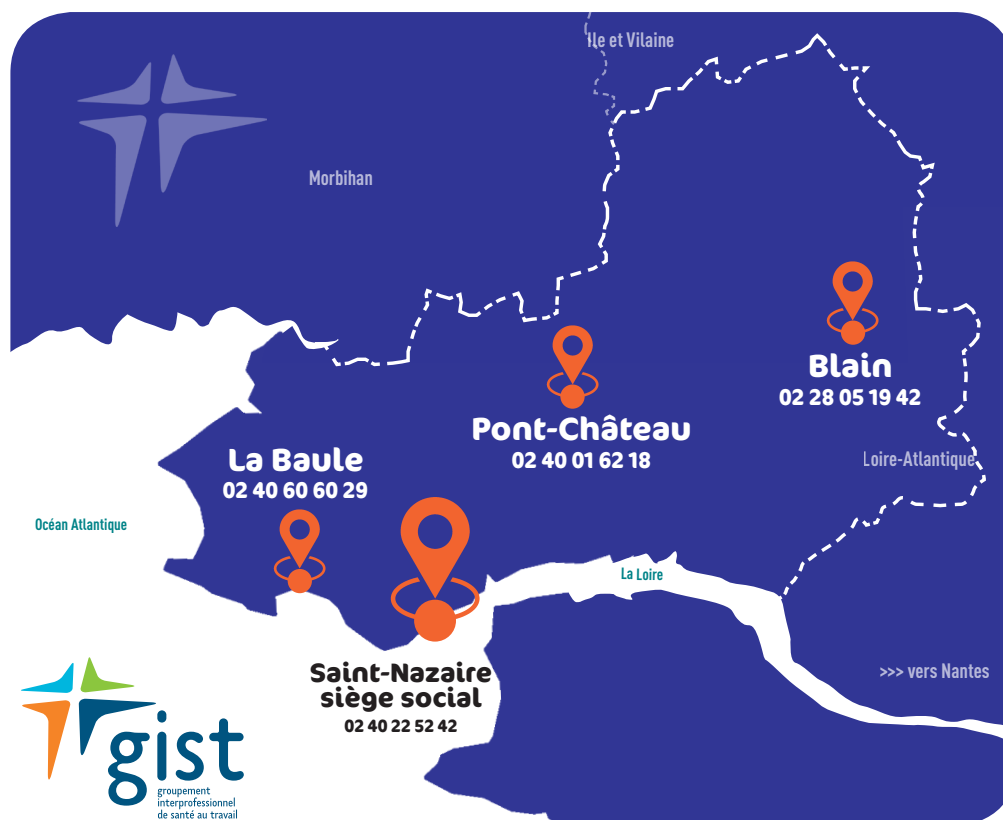 Ile et Vilaine
Morbihan
Blain
02 28 05 19 42
Pont-Château
02 40 01 62 18
Loire-Atlantique
La Baule
02 40 60 60 29
Océan Atlantique
La Loire
Saint-Nazaire
siège social
02 40 22 52 42
>>> vers Nantes
gist
groupement
interprofessionnel
de santé au travail